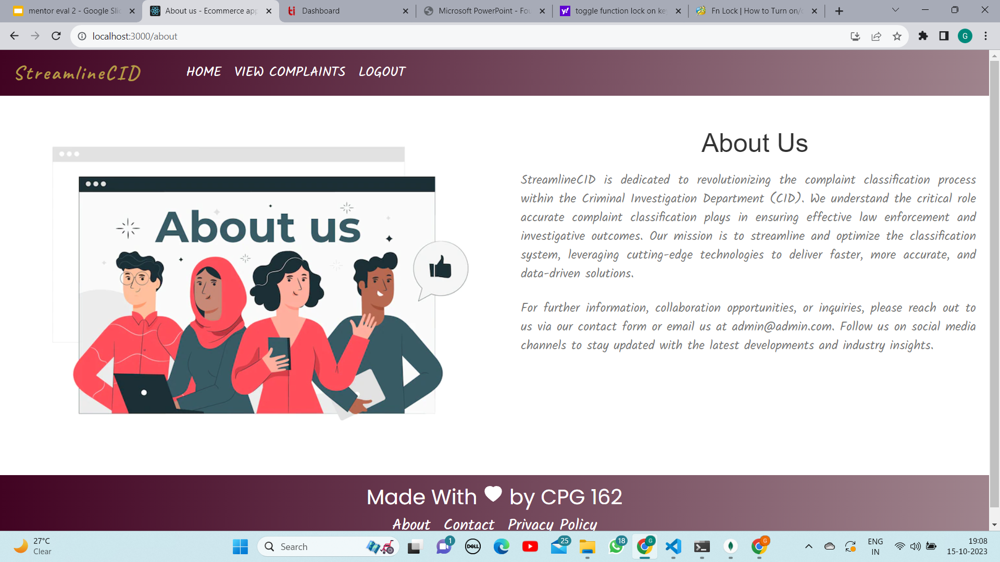 mentor eval 2 - Google Slid
About us - Ecommerce app
Dashboard
Microsoft PowerPoint - Fou
toggle function lock on key
Fn Lock | How to Turn on/o
localhost:3000/about
G
StreamlineCID
HOME VIEW COMPLAINTS LOGOUT
About us
About Us
StreamlineCID is dedicated to revolutionizing the complaint classification process
within the Criminal Investigation Department (CID). We understand the critical role
accurate complaint classification plays in ensuring effective law enforcement and
investigative outcomes. Our mission is to streamline and optimize the classification
system, leveraging cutting-edge technologies to deliver faster, more accurate, and
data-driven solutions.
For further information, collaboration opportunities, or inquiries, please reach out to
us via our contact form or email us at admin@admin.com. Follow us on social media
channels to stay updated with the latest developments and industry insights.
Made With by CPG 162
About Contact Privacy Policy
27°C
Clear
Search
1
DELL
25
18
G
G
ENG
IN
19:08
15-10-2023